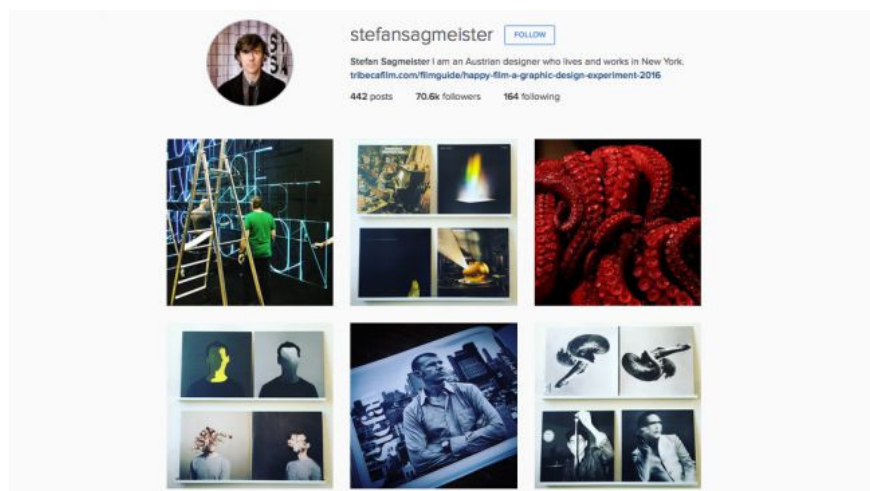 stefansagmeister FOLLOW
Stefan Sagmeister I am an Austrian designer who lives and works in New York.
tribecafilm.com/filmguide/happy-film-a-graphic-design-experiment-2016
442 posts 70.6k followers 164 following